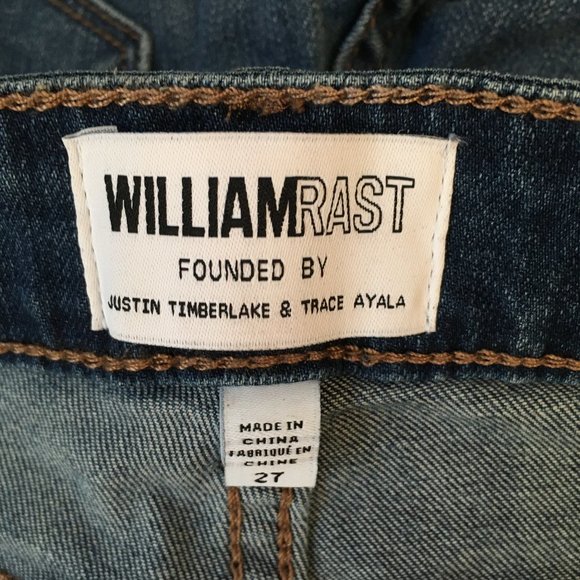 WILLIAMRAST
FOUNDED BY
JUSTIN TIMBERLAKE & TRACE AYALA
MADE IN
CHINA
FABRIQUÉ EN
CHINE
27